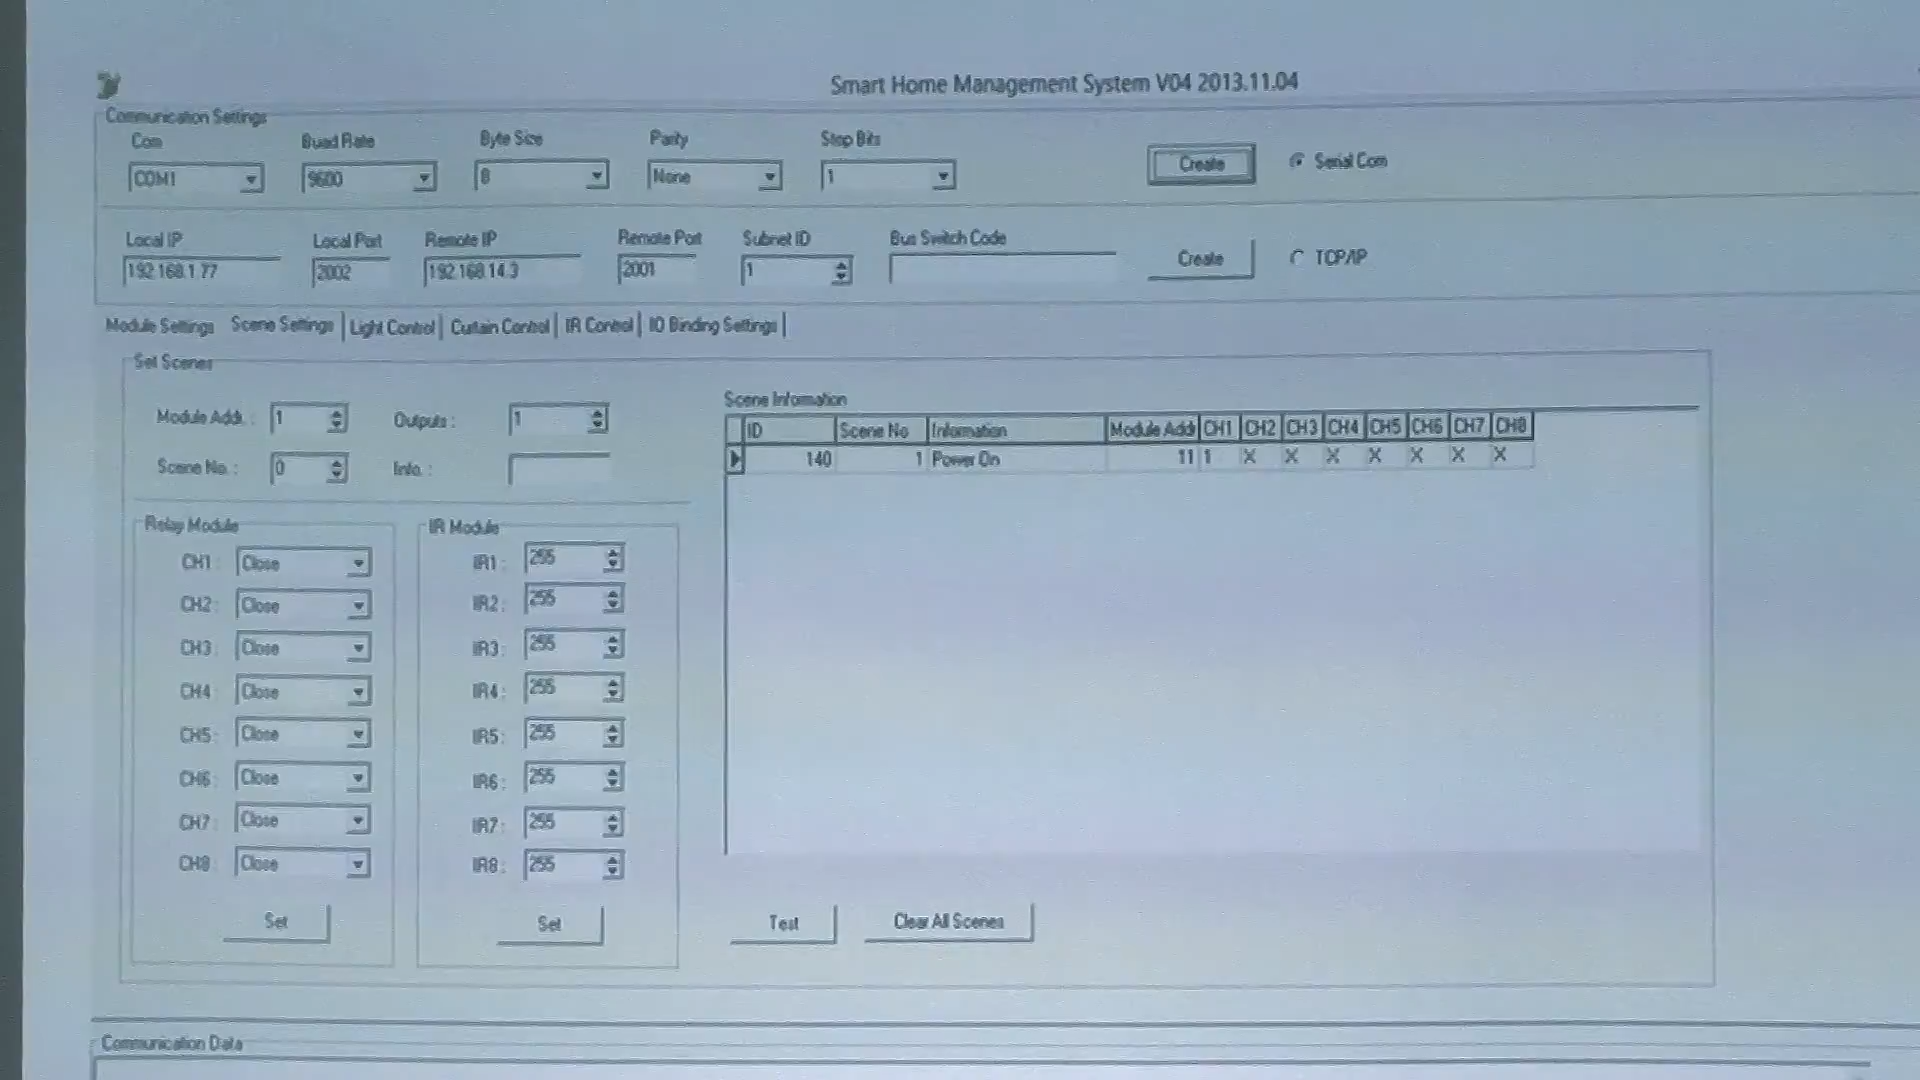 Smart Home Management System V04 2013.11.04
Communication Settings
Com Buad Rate Byte Size Parity Stop Bits
COM1 9600 8 None 1 Create Serial Com
Local IP Local Port Remote IP Remote Port Subnet ID Bus Switch Code
192.168.1.77 2002 192.168.14.3 2001 1 Create TCP/IP
Module Settings Scene Settings Light Control Curtain Control IR Control IO Binding Settings
Set Scenes
Module Addr. : 1 Outputs : 1
Scene No. : 0 Info. :
Scene Information
ID Scene No Information Module Addr CH1 CH2 CH3 CH4 CH5 CH6 CH7 CH8
140 1 Power On 11 1 X X X X X X X
Relay Module IR Module
CH1 : Close IR1 : 255
CH2 : Close IR2 : 255
CH3 : Close IR3 : 255
CH4 : Close IR4 : 255
CH5 : Close IR5 : 255
CH6 : Close IR6 : 255
CH7 : Close IR7 : 255
CH8 : Close IR8 : 255
Set Set Test Clear All Scenes
Communication Data